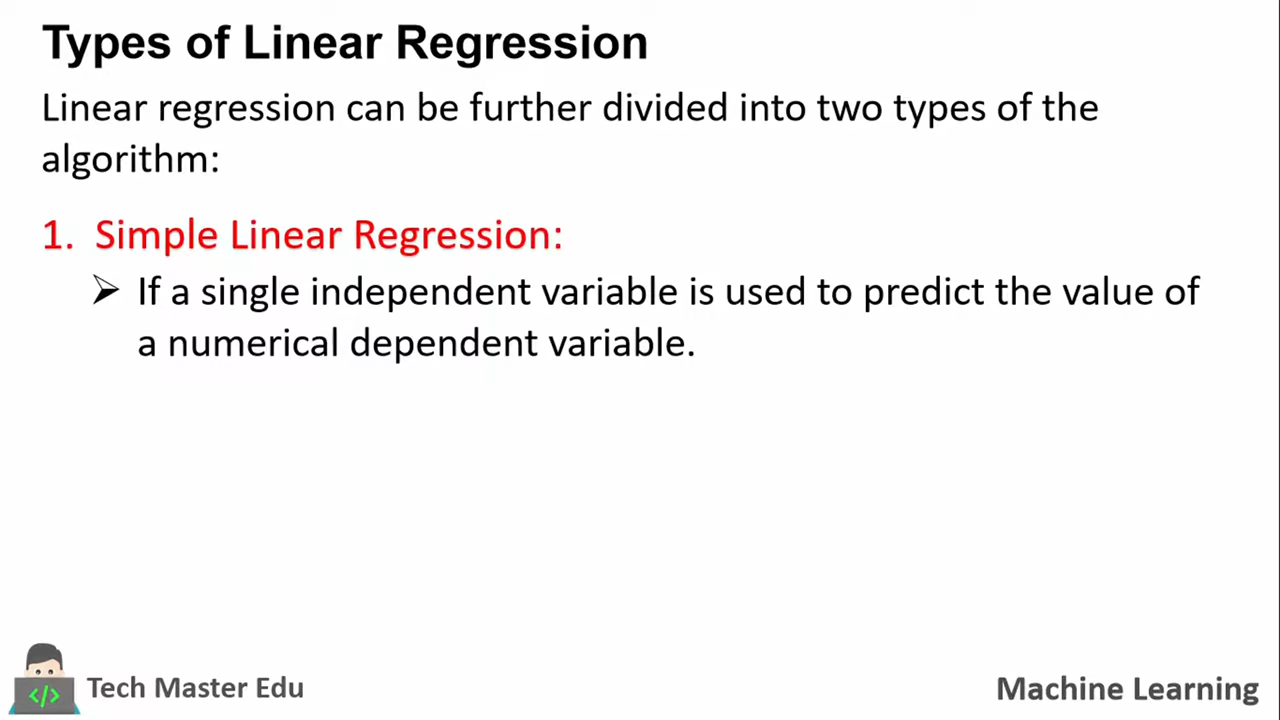 Types of Linear Regression
Linear regression can be further divided into two types of the
algorithm:
1. Simple Linear Regression:
➢ If a single independent variable is used to predict the value of
a numerical dependent variable.
</>
Tech Master Edu
Machine Learning